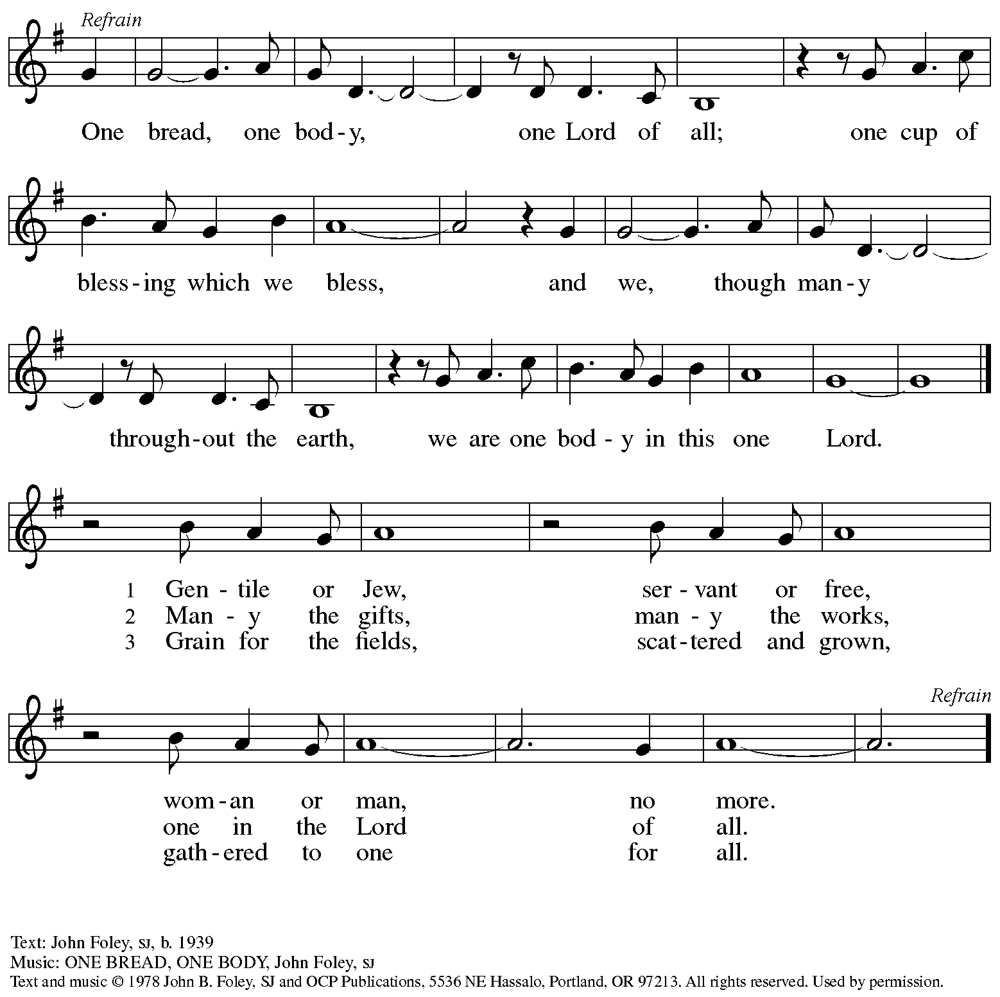 Refrain
One bread, one bod-y, one Lord of all; one cup of
bless-ing which we bless, and we, though man-y
through-out the earth, we are one bod-y in this one Lord.
1 Gen-tile or Jew, ser-vant or free,
2 Man-y the gifts, man-y the works,
3 Grain for the fields, scat-tered and grown,
Refrain
wom-an or man, no more.
one in the Lord of all.
gath-ered to one for all.
Text: John Foley, SJ, b. 1939
Music: ONE BREAD, ONE BODY, John Foley, SJ
Text and music © 1978 John B. Foley, SJ and OCP Publications, 5536 NE Hassalo, Portland, OR 97213. All rights reserved. Used by permission.